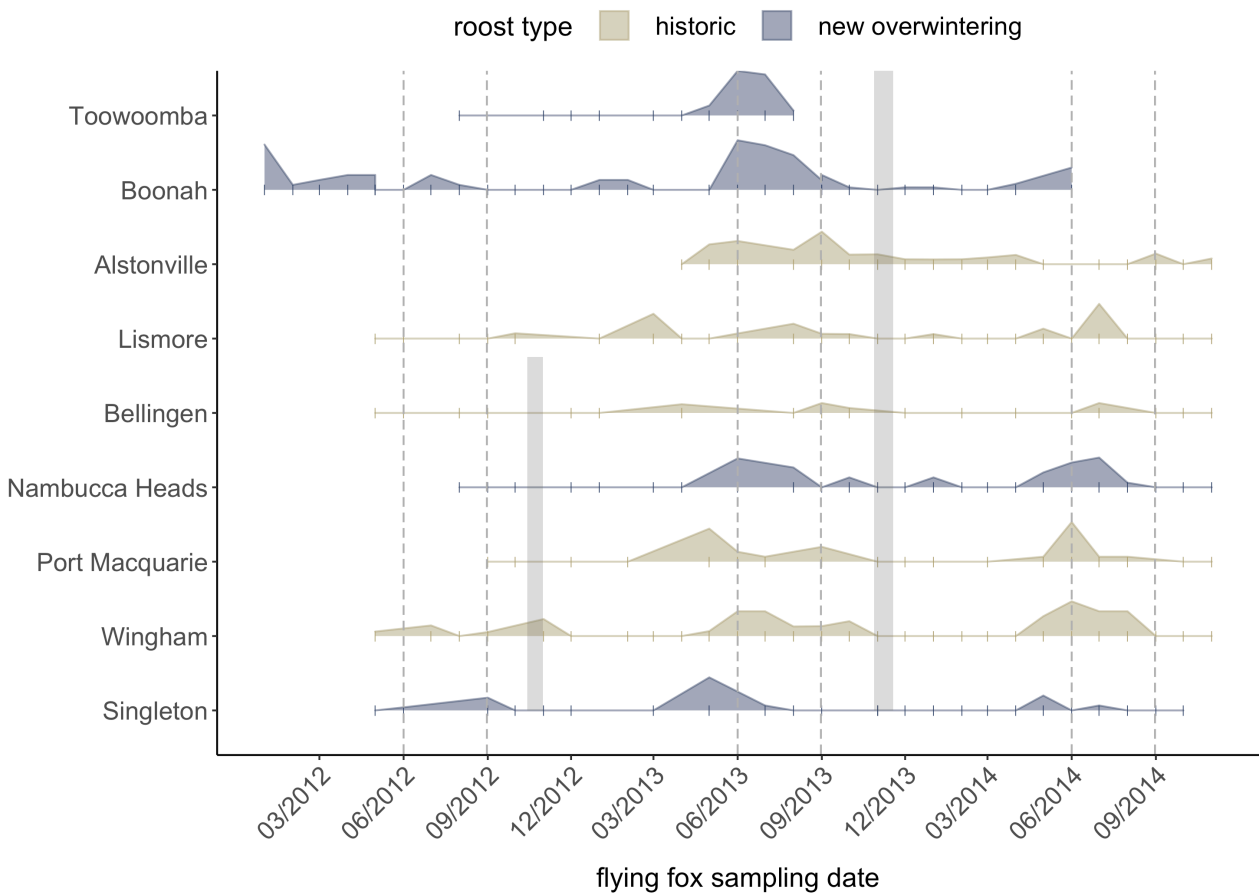 roost type historic new overwintering
Toowoomba
Boonah
Alstonville
Lismore
Bellingen
Nambucca Heads
Port Macquarie
Wingham
Singleton
03/2012 06/2012 09/2012 12/2012 03/2013 06/2013 09/2013 12/2013 03/2014 06/2014 09/2014
flying fox sampling date